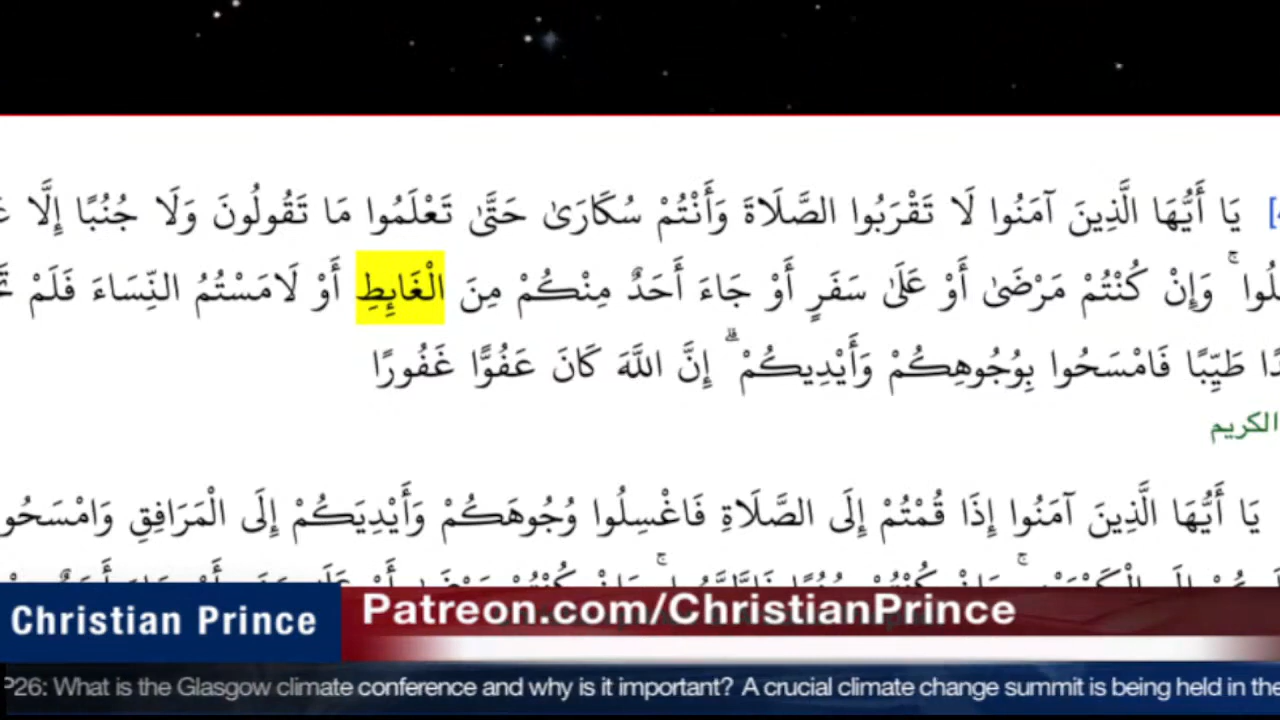 يَا أَيُّهَا الَّذِينَ آمَنُوا لَا تَقْرَبُوا الصَّلَاةَ وَأَنْتُمْ سُكَارَىٰ حَتَّىٰ تَعْلَمُوا مَا تَقُولُونَ وَلَا جُنُبًا إِلَّا
وَإِنْ كُنْتُمْ مَرْضَىٰ أَوْ عَلَىٰ سَفَرٍ أَوْ جَاءَ أَحَدٌ مِنْكُمْ مِنَ الْغَائِطِ أَوْ لَامَسْتُمُ النِّسَاءَ فَلَمْ
طَيِّبًا فَامْسَحُوا بِوُجُوهِكُمْ وَأَيْدِيكُمْ ۗ إِنَّ اللَّهَ كَانَ عَفُوًّا غَفُورًا
الكريم
يَا أَيُّهَا الَّذِينَ آمَنُوا إِذَا قُمْتُمْ إِلَى الصَّلَاةِ فَاغْسِلُوا وُجُوهَكُمْ وَأَيْدِيَكُمْ إِلَى الْمَرَافِقِ وَامْسَحُو
Christian Prince
Patreon.com/ChristianPrince
P26: What is the Glasgow climate conference and why is it important? A crucial climate change summit is being held in the